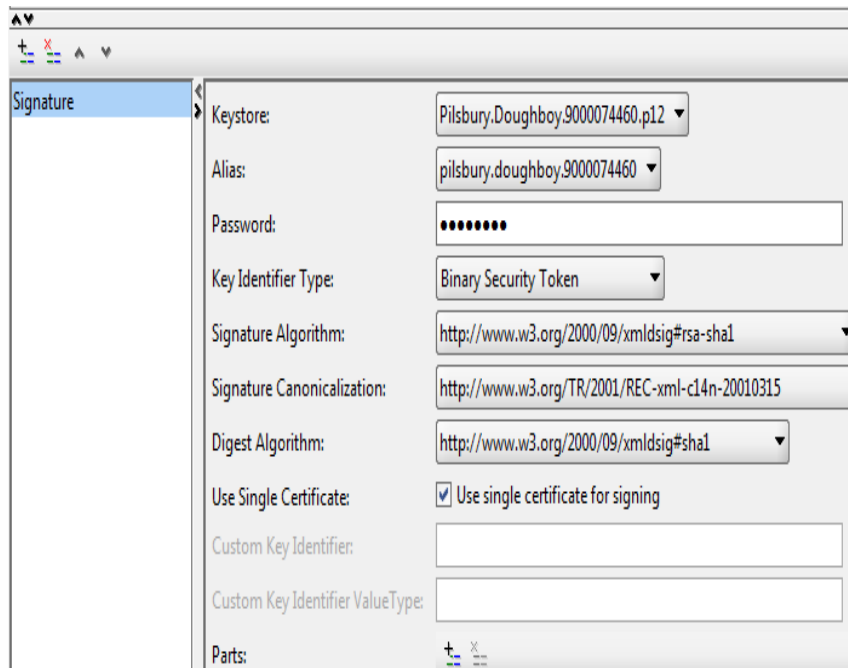 Signature
Keystore: Pilsbury.Doughboy.9000074460.p12
Alias: pilsbury.doughboy.9000074460
Password: ••••••••
Key Identifier Type: Binary Security Token
Signature Algorithm: http://www.w3.org/2000/09/xmldsig#rsa-sha1
Signature Canonicalization: http://www.w3.org/TR/2001/REC-xml-c14n-20010315
Digest Algorithm: http://www.w3.org/2000/09/xmldsig#sha1
Use Single Certificate: Use single certificate for signing
Custom Key Identifier:
Custom Key Identifier ValueType:
Parts: